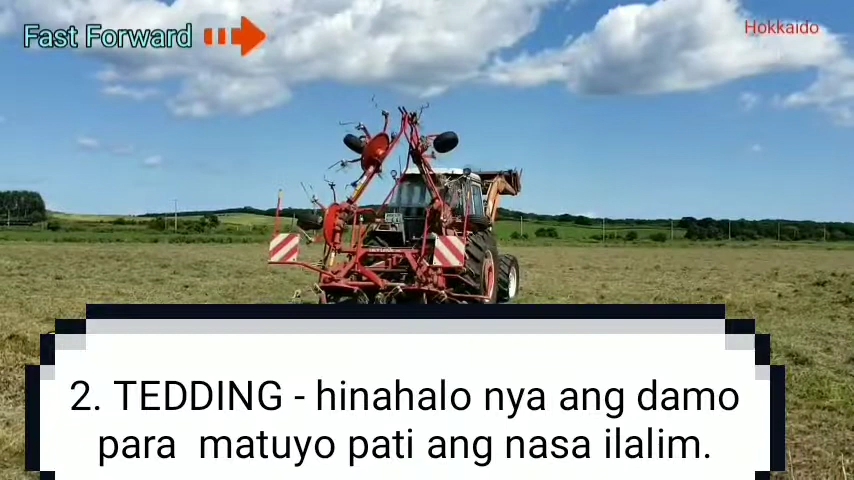 Fast Forward
Hokkaido
2. TEDDING - hinahalo nya ang damo
para matuyo pati ang nasa ilalim.